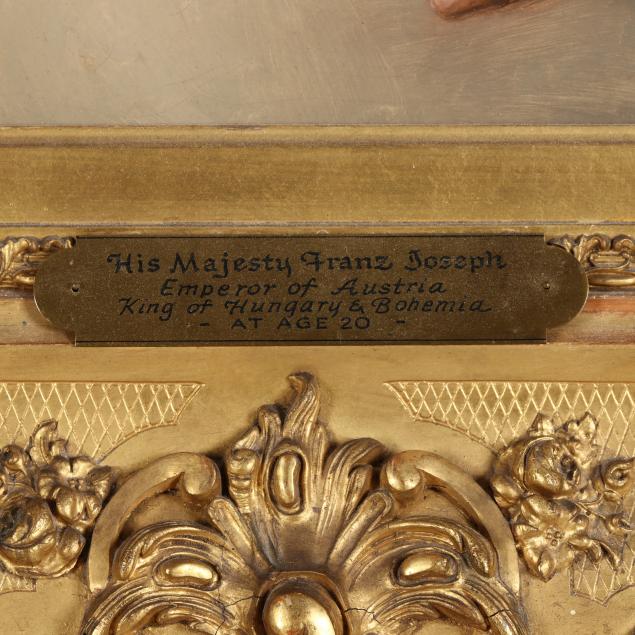 His Majesty Franz Joseph
Emperor of Austria
King of Hungary & Bohemia
- AT AGE 20 -